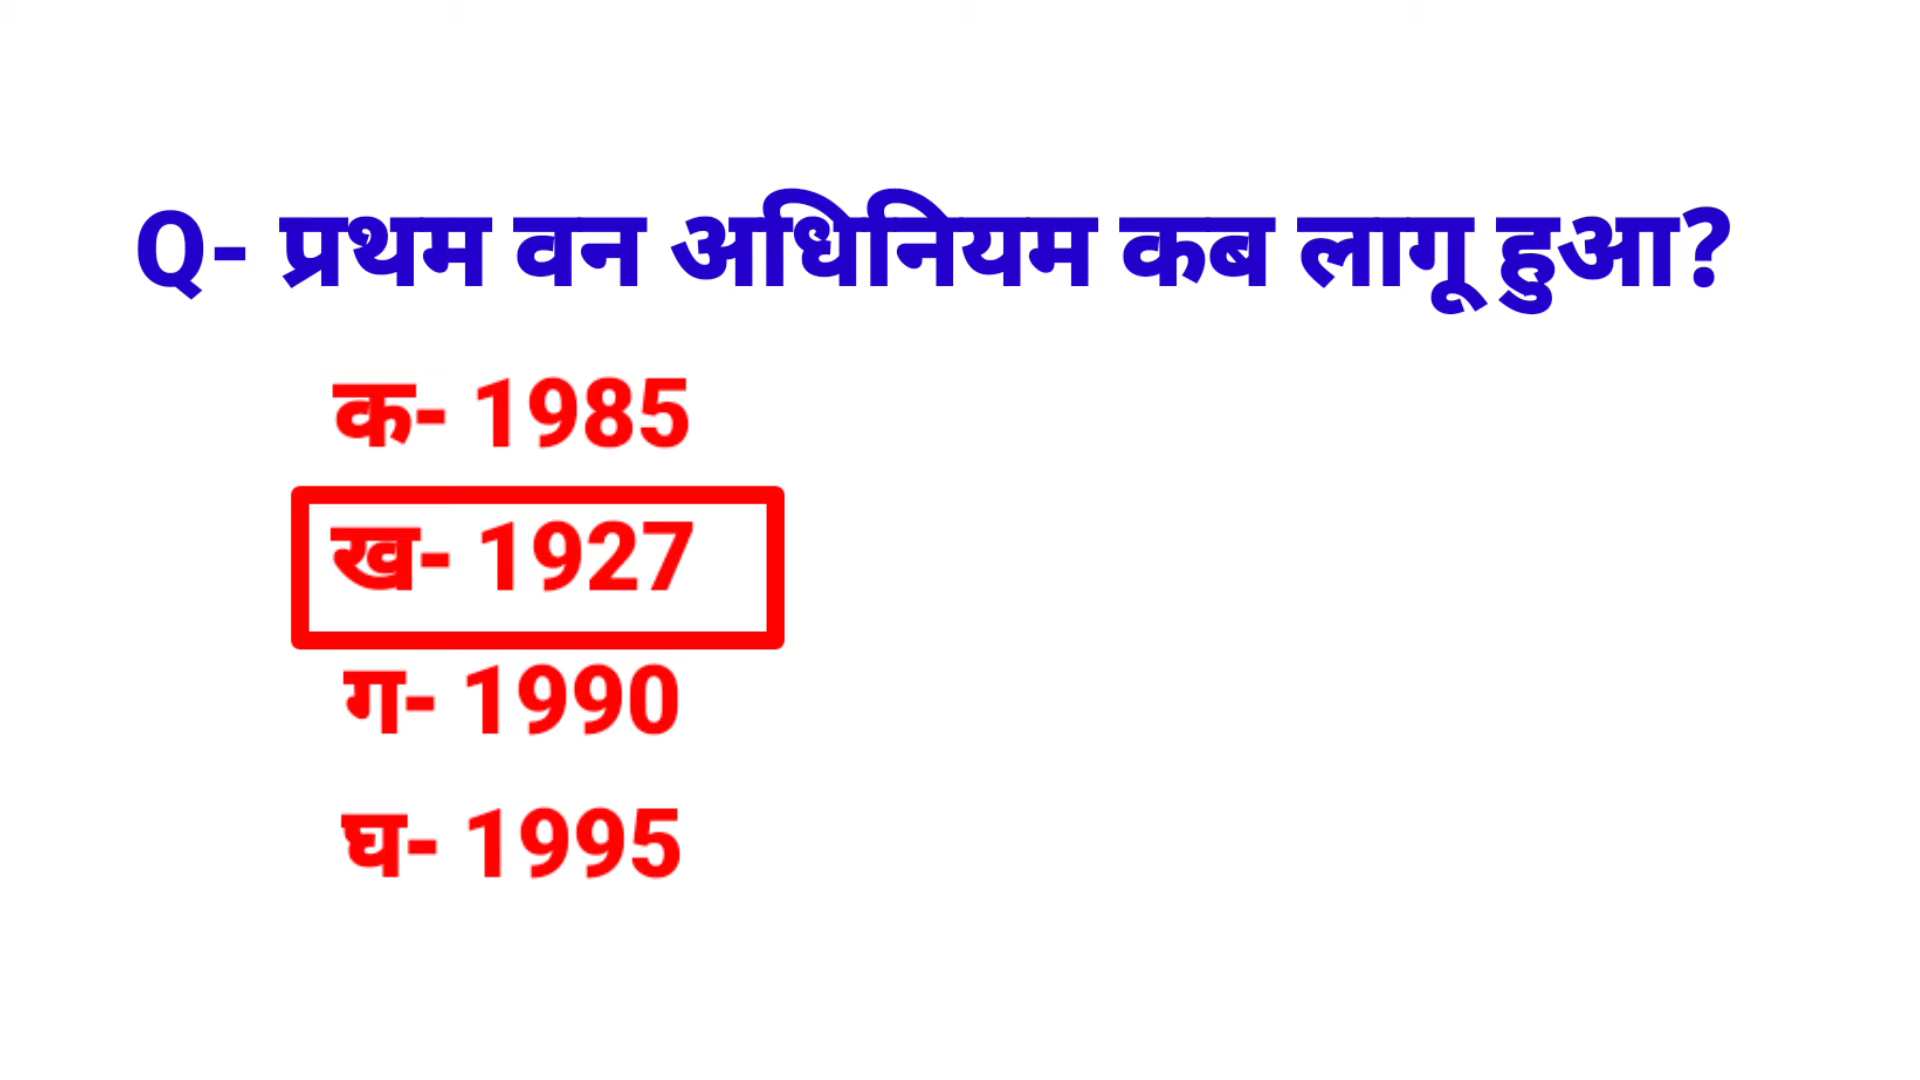 Q- प्रथम वन अधिनियम कब लागू हुआ?
क- 1985
ख- 1927
ग- 1990
घ- 1995